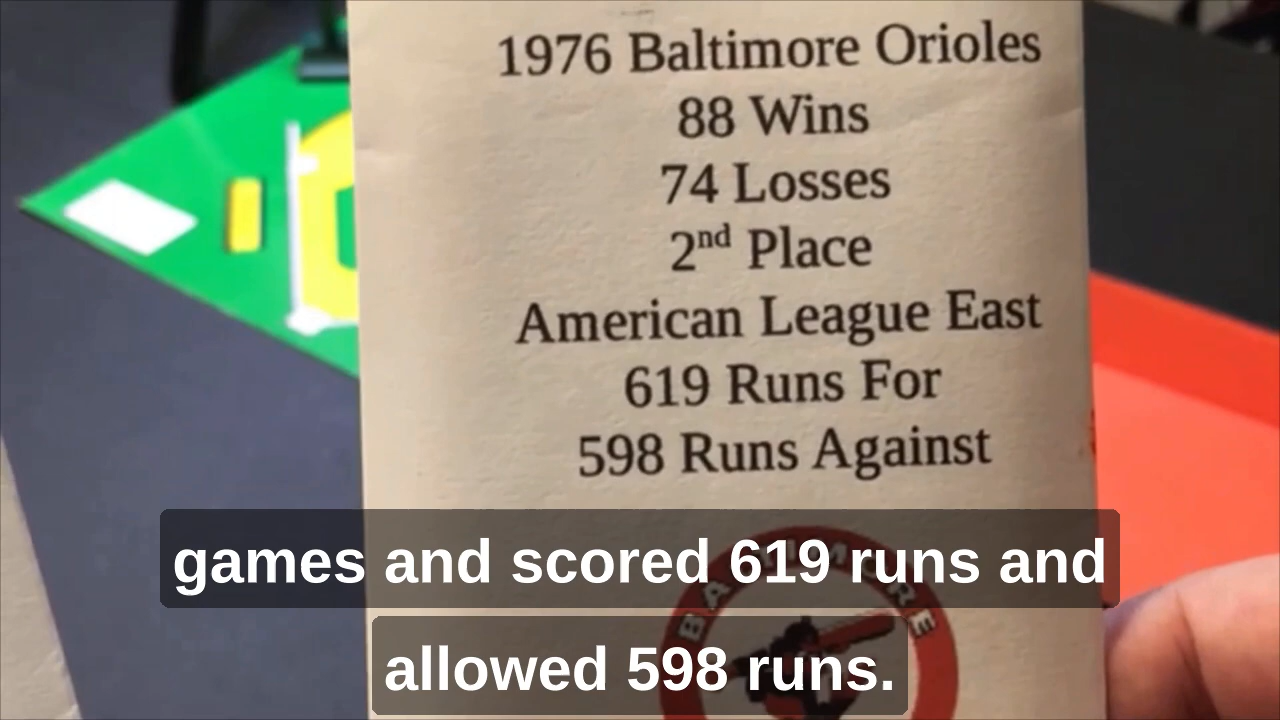 1976 Baltimore Orioles
88 Wins
74 Losses
2nd Place
American League East
619 Runs For
598 Runs Against
games and scored 619 runs and
BALTIMORE
allowed 598 runs.